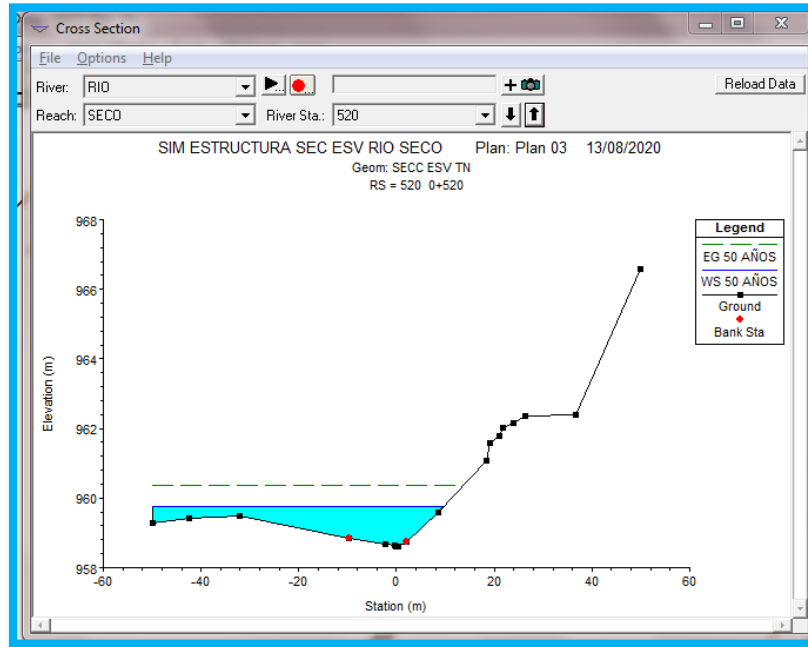 Cross Section
File Options Help
River: RIO
Reload Data
Reach: SECO River Sta.: 520
SIM ESTRUCTURA SEC ESV RIO SECO Plan: Plan 03 13/08/2020
Geom: SECC ESV TN
RS = 520 0+520
Legend
EG 50 AÑOS
WS 50 AÑOS
Ground
Bank Sta
Elevation (m)
968
966
964
962
960
958
-60 -40 -20 0 20 40 60
Station (m)